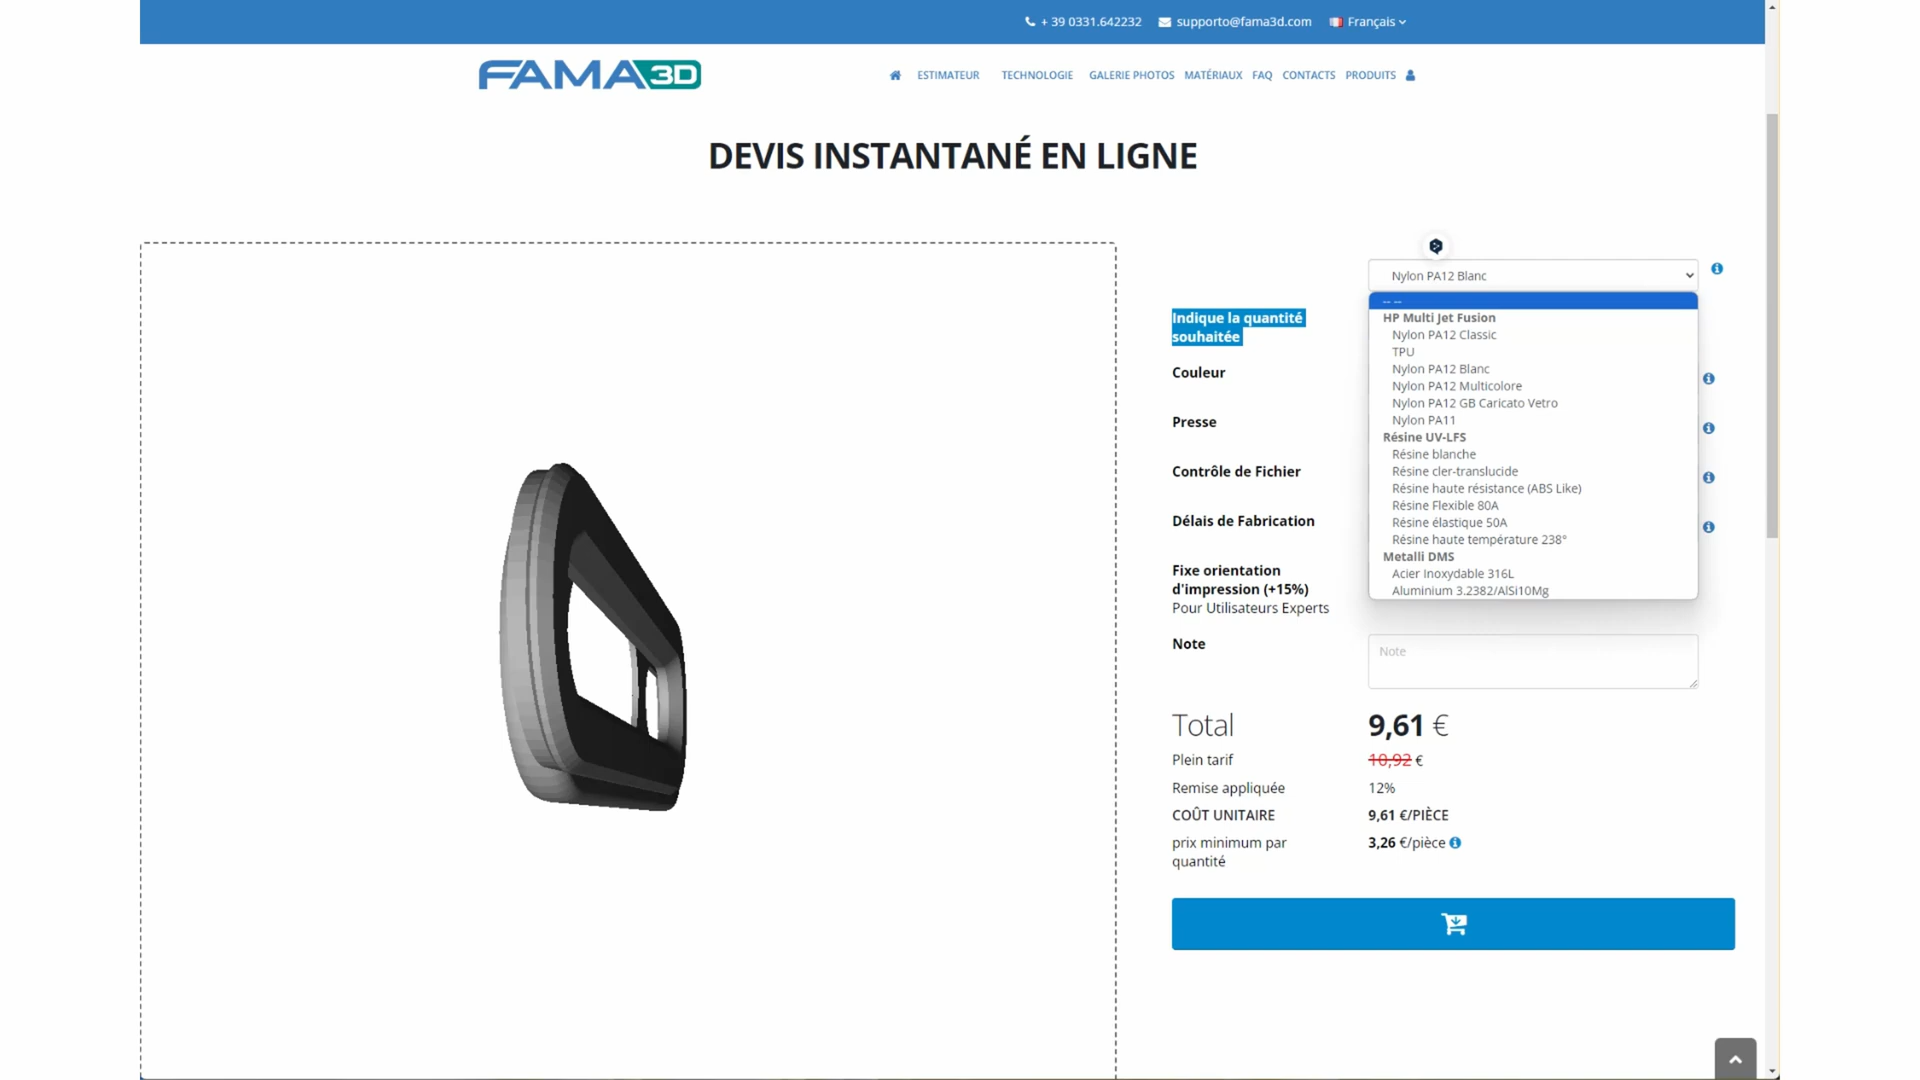 + 39 0331.642232 supporto@fama3d.com Français
FAMA3D
ESTIMATEUR TECHNOLOGIE GALERIE PHOTOS MATÉRIAUX FAQ CONTACTS PRODUITS
DEVIS INSTANTANÉ EN LIGNE
Nylon PA12 Blanc
-- --
HP Multi Jet Fusion
Nylon PA12 Classic
TPU
Nylon PA12 Blanc
Nylon PA12 Multicolore
Nylon PA12 GB Caricato Vetro
Nylon PA11
Résine UV-LFS
Résine blanche
Résine cler-translucide
Résine haute résistance (ABS Like)
Résine Flexible 80A
Résine élastique 50A
Résine haute température 238°
Metalli DMS
Acier Inoxydable 316L
Aluminium 3.2382/AlSi10Mg
Indique la quantité
souhaitée
Couleur
Presse
Contrôle de Fichier
Délais de Fabrication
Fixe orientation
d'impression (+15%)
Pour Utilisateurs Experts
Note
Note
Total 9,61 €
Plein tarif 10,92 €
Remise appliquée 12%
COÛT UNITAIRE 9,61 €/PIÈCE
prix minimum par 3,26 €/pièce
quantité